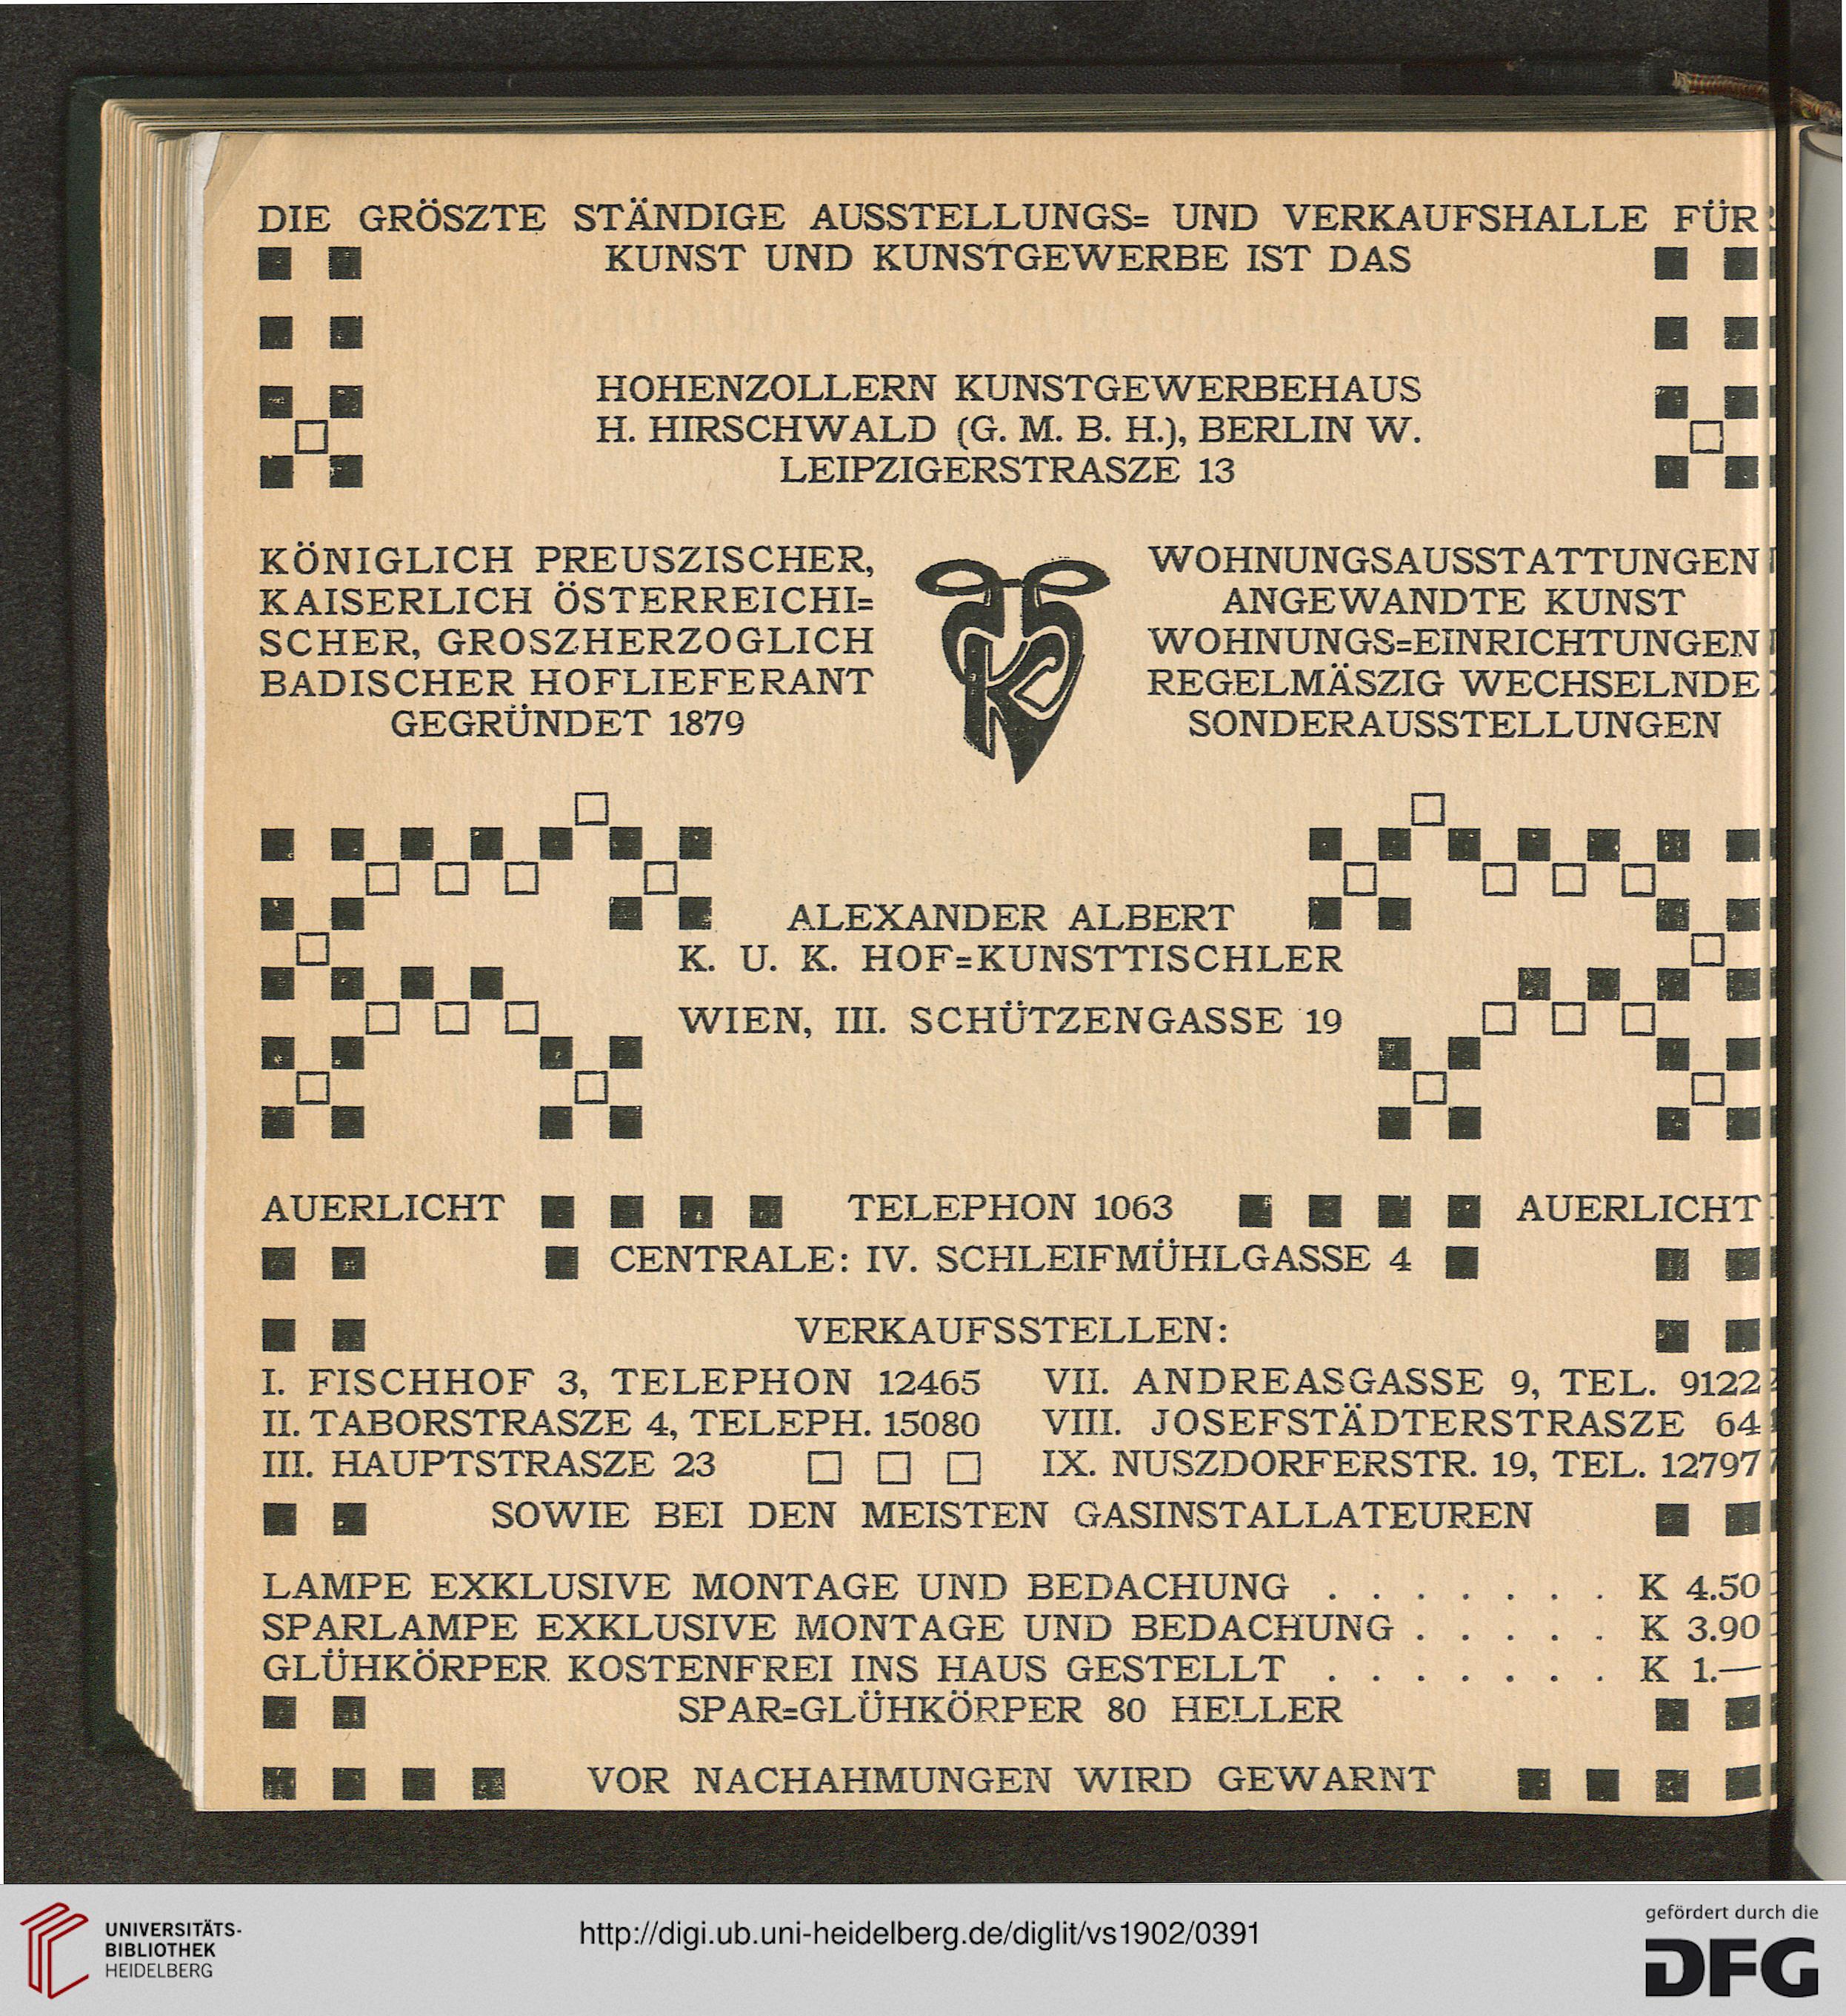 DIE GRÖSZTE STÄNDIGE AUSSTELLUNGS= UND VERKAUFSHALLE FÜR
KUNST UND KUNSTGEWERBE IST DAS
HOHENZOLLERN KUNSTGEWERBEHAUS
H. HIRSCHWALD (G. M. B. H.), BERLIN W.
LEIPZIGERSTRASZE 13
KÖNIGLICH PREUSZISCHER,
KAISERLICH ÖSTERREICHI=
SCHER, GROSZHERZOGLICH
BADISCHER HOFLIEFERANT
GEGRÜNDET 1879
WOHNUNGSAUSSTATTUNGEN
ANGEWANDTE KUNST
WOHNUNGS=EINRICHTUNGEN
REGELMÄSZIG WECHSELNDE
SONDERAUSSTELLUNGEN
ALEXANDER ALBERT
K. U. K. HOF=KUNSTTISCHLER
WIEN, III. SCHÜTZENGASSE 19
AUERLICHT TELEPHON 1063 AUERLICHT
CENTRALE: IV. SCHLEIFMÜHLGASSE 4
VERKAUFSSTELLEN:
I. FISCHHOF 3, TELEPHON 12465
II. TABORSTRASZE 4, TELEPH. 15080
III. HAUPTSTRASZE 23
VII. ANDREASGASSE 9, TEL. 9122
VIII. JOSEFSTÄDTERSTRASZE 64
IX. NUSZDORFERSTR. 19, TEL. 12797
SOWIE BEI DEN MEISTEN GASINSTALLATEUREN
LAMPE EXKLUSIVE MONTAGE UND BEDACHUNG . . . . . . . K 4.50
SPARLAMPE EXKLUSIVE MONTAGE UND BEDACHUNG . . . . . K 3.90
GLÜHKÖRPER KOSTENFREI INS HAUS GESTELLT . . . . . . . K 1.—
SPAR=GLÜHKÖRPER 80 HELLER
VOR NACHAHMUNGEN WIRD GEWARNT
UNIVERSITÄTS-
BIBLIOTHEK
HEIDELBERG
http://digi.ub.uni-heidelberg.de/diglit/vs1902/0391
gefördert durch die
DFG